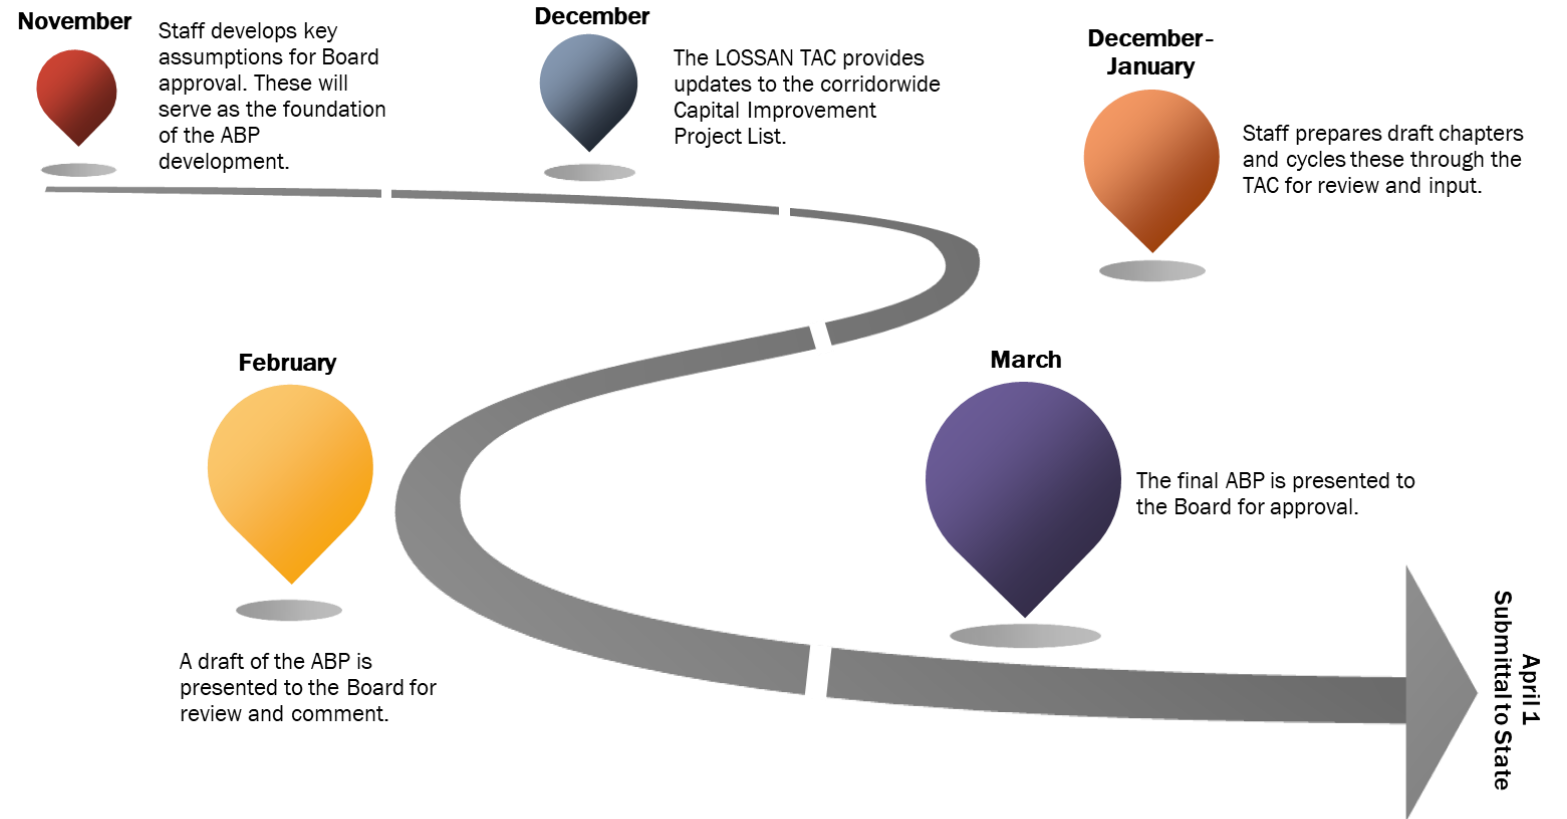 November
Staff develops key
assumptions for Board
approval. These will
serve as the foundation
of the ABP
development.
December
The LOSSAN TAC provides
updates to the corridorwide
Capital Improvement
Project List.
December-
January
Staff prepares draft chapters
and cycles these through the
TAC for review and input.
February
A draft of the ABP is
presented to the Board for
review and comment.
March
The final ABP is presented to
the Board for approval.
April 1
Submittal to State